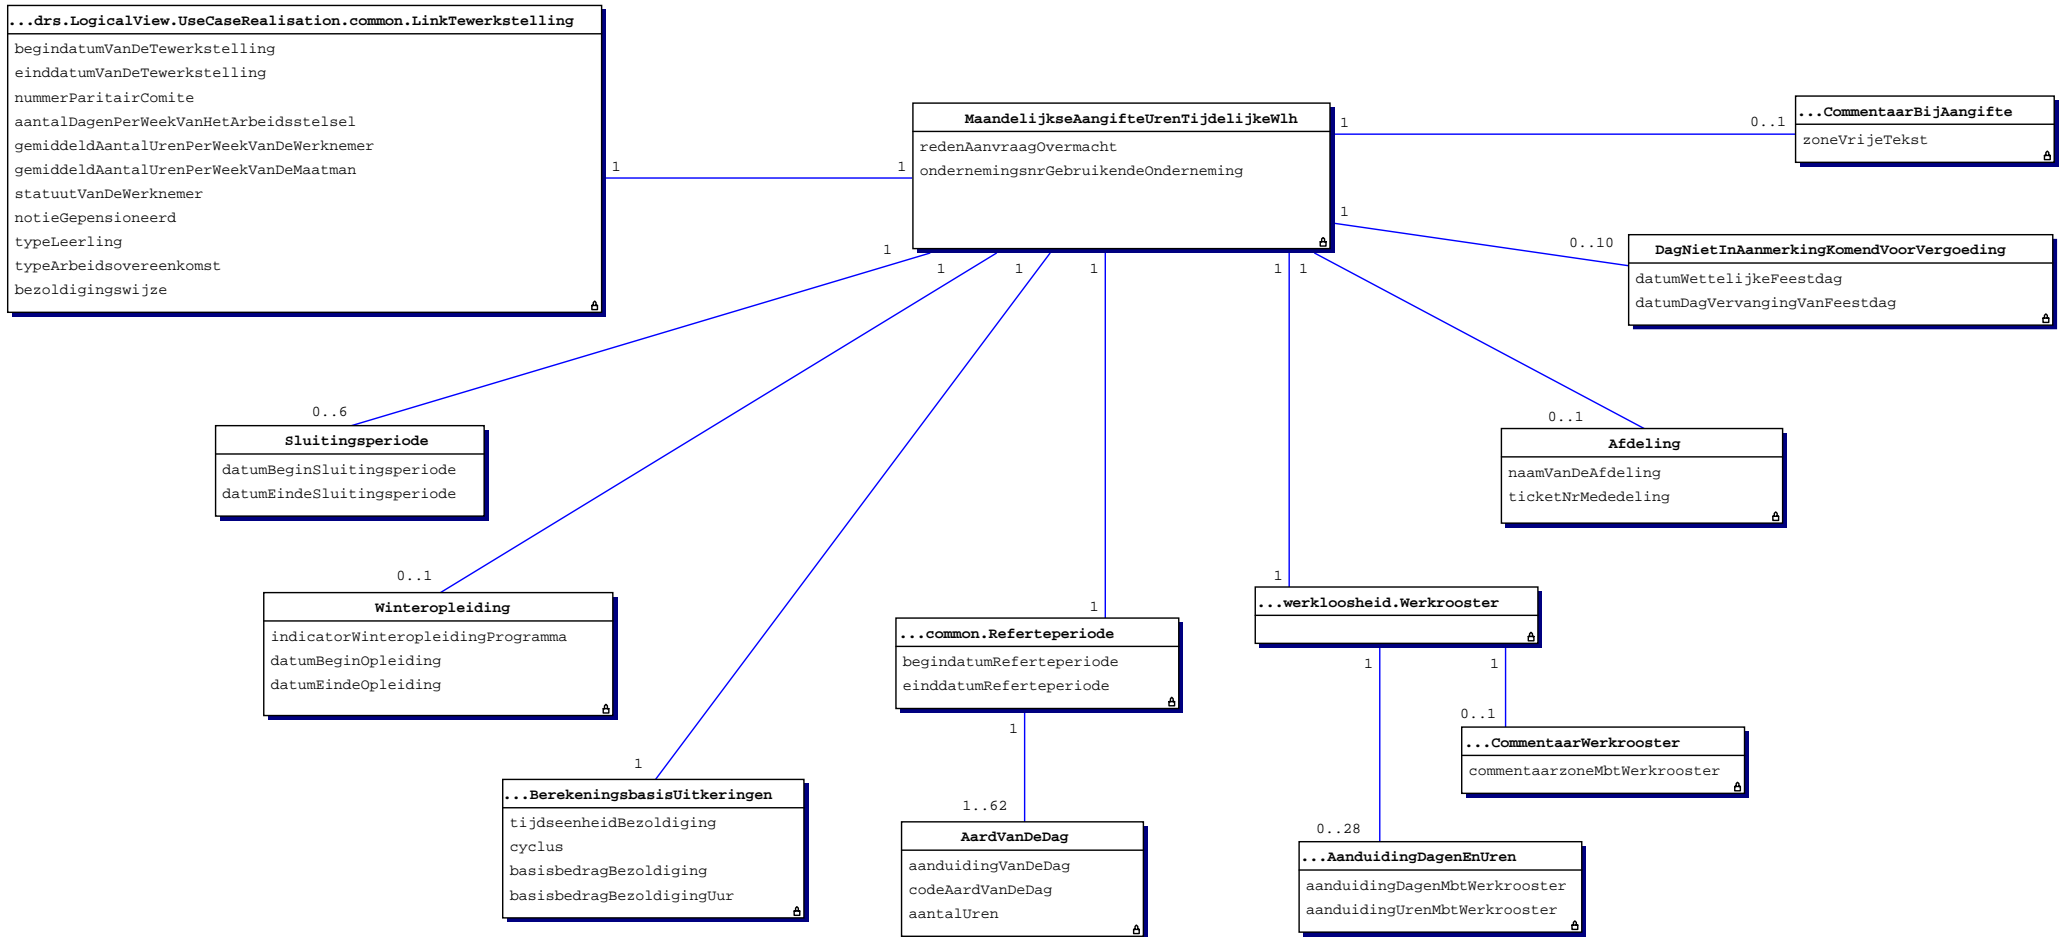 ...drs.LogicalView.UseCaseRealisation.common.LinkTewerkstelling
begindatumVanDeTewerkstelling
einddatumVanDeTewerkstelling
nummerParitairComite
aantalDagenPerWeekVanHetArbeidsstelsel
gemiddeldAantalUrenPerWeekVanDeWerknemer
gemiddeldAantalUrenPerWeekVanDeMaatman
statuutVanDeWerknemer
notieGepensioneerd
typeLeerling
typeArbeidsovereenkomst
bezoldigingswijze
1
1
MaandelijkseAangifteUrenTijdelijkeWlh
redenAanvraagOvermacht
ondernemingsnrGebruikendeOnderneming
1
0..1
...CommentaarBijAangifte
zoneVrijeTekst
1
0..10
DagNietInAanmerkingKomendVoorVergoeding
datumWettelijkeFeestdag
datumDagVervangingVanFeestdag
1
1
1
1
1
1
0..6
Sluitingsperiode
datumBeginSluitingsperiode
datumEindeSluitingsperiode
0..1
Afdeling
naamVanDeAfdeling
ticketNrMededeling
0..1
Winteropleiding
indicatorWinteropleidingProgramma
datumBeginOpleiding
datumEindeOpleiding
1
...common.Referteperiode
begindatumReferteperiode
einddatumReferteperiode
1
1
...werkloosheid.Werkrooster
1
1
0..1
...CommentaarWerkrooster
commentaarzoneMbtWerkrooster
1
...BerekeningsbasisUitkeringen
tijdseenheidBezoldiging
cyclus
basisbedragBezoldiging
basisbedragBezoldigingUur
1..62
AardVanDeDag
aanduidingVanDeDag
codeAardVanDeDag
aantalUren
0..28
...AanduidingDagenEnUren
aanduidingDagenMbtWerkrooster
aanduidingUrenMbtWerkrooster